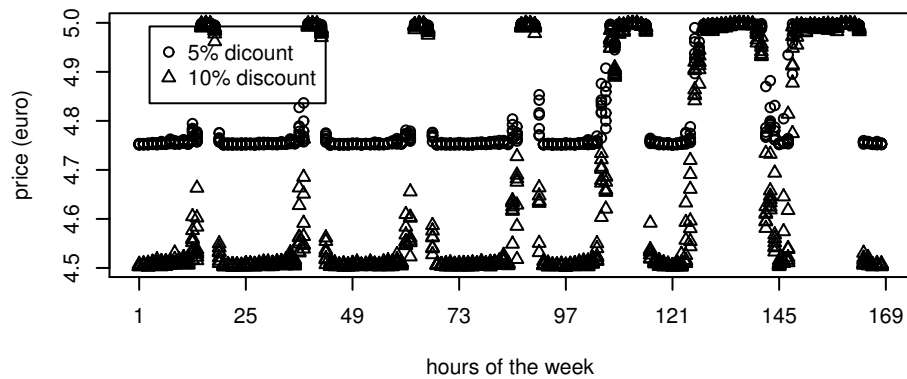 5% dicount
10% discount
price (euro)
5.0
4.9
4.8
4.7
4.6
4.5
1 25 49 73 97 121 145 169
hours of the week